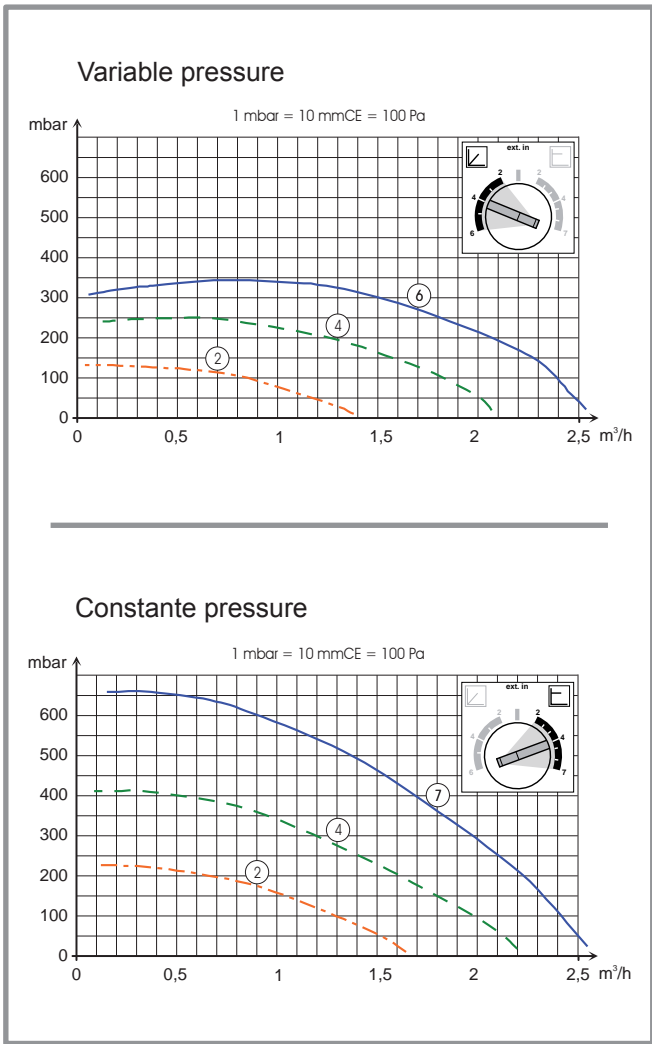 Variable pressure
1 mbar = 10 mmCE = 100 Pa
mbar
600
500
400
300
200
100
0
0 0,5 1 1,5 2 2,5 m³/h
6
4
2
ext. in
2 2
4 4
6 7
Constante pressure
1 mbar = 10 mmCE = 100 Pa
mbar
600
500
400
300
200
100
0
0 0,5 1 1,5 2 2,5 m³/h
7
4
2
ext. in
2 2
4 4
6 7